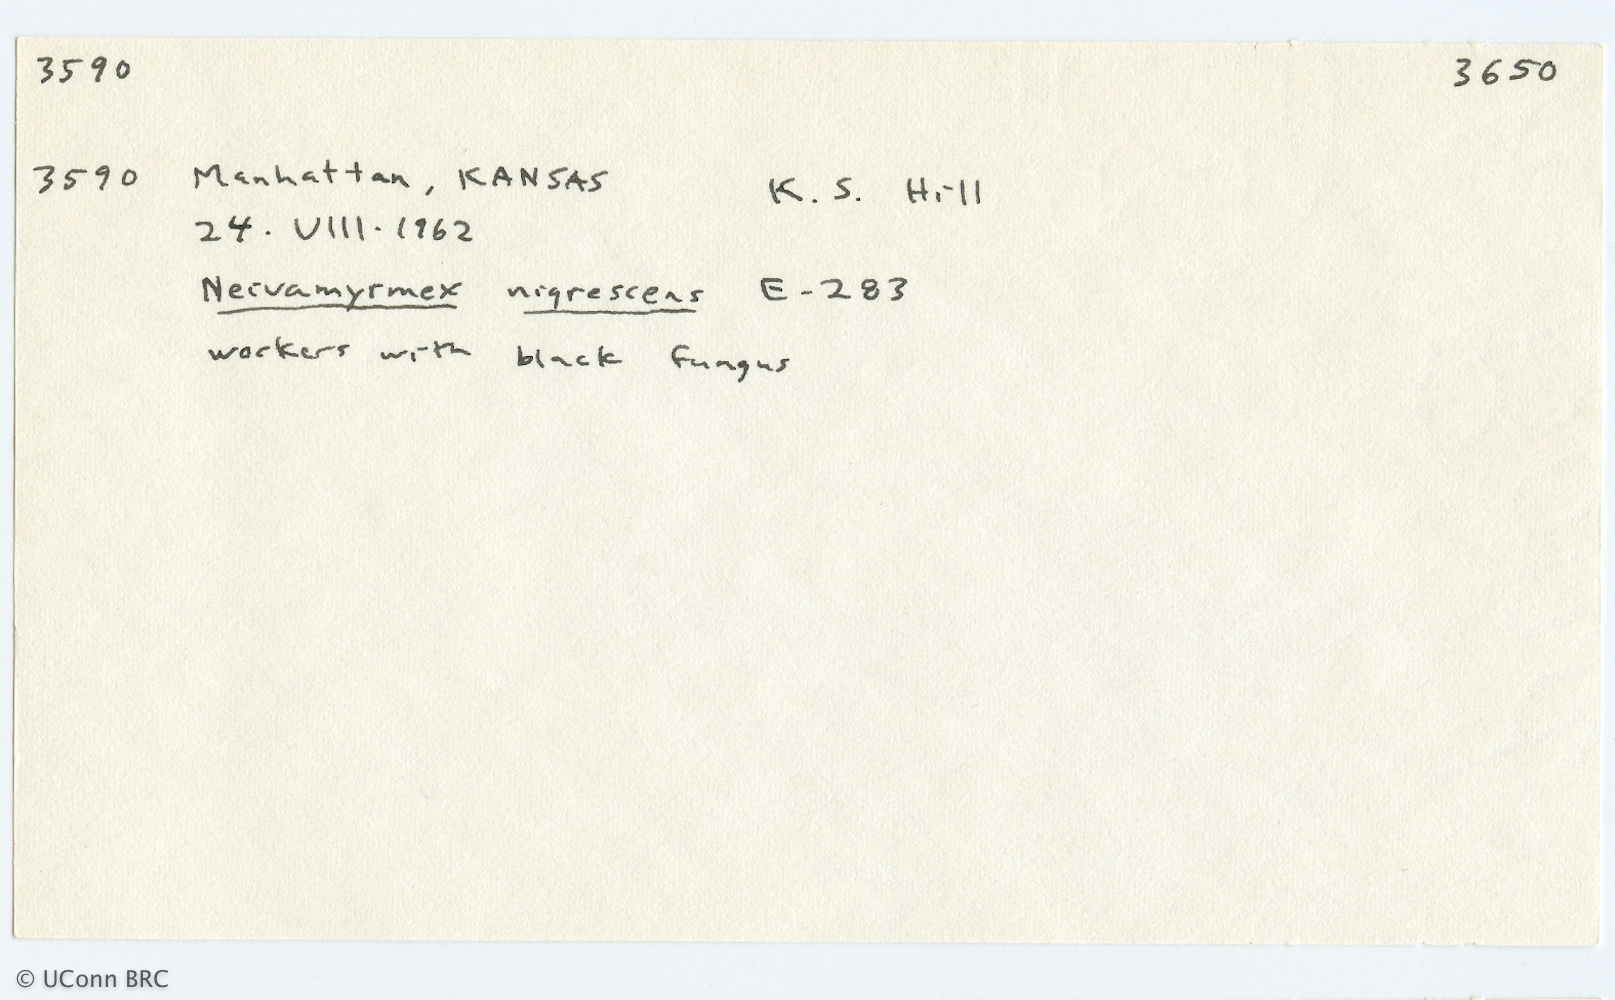 3590 3650
3590 Manhattan, KANSAS K. S. Hill
24. VIII. 1962
Neivamyrmex nigrescens E-283
workers with black fungus
© UConn BRC